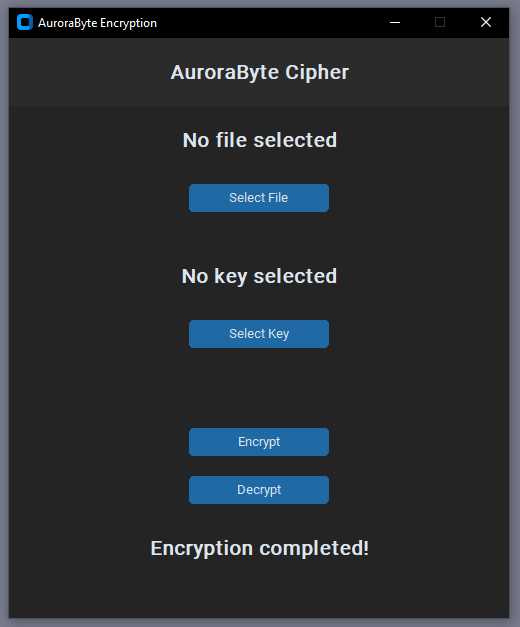 AuroraByte Encryption
AuroraByte Cipher
No file selected
Select File
No key selected
Select Key
Encrypt
Decrypt
Encryption completed!